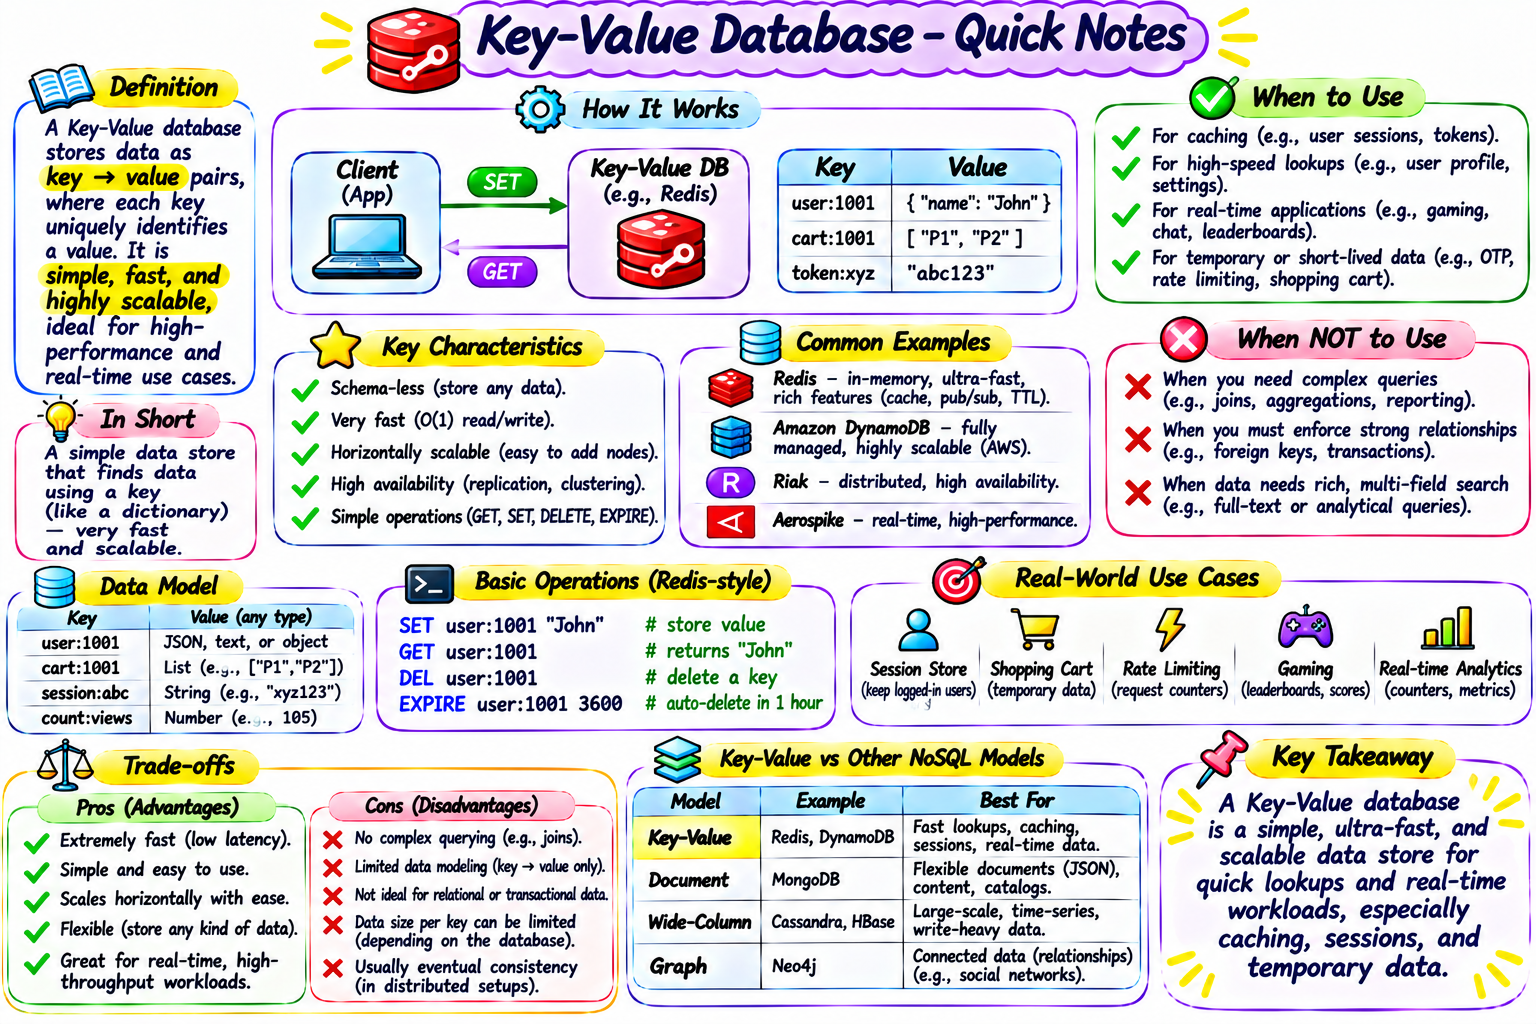 Key-Value Database - Quick Notes
Definition
A Key-Value database
stores data as
key → value pairs,
where each key
uniquely identifies
a value. It is
simple, fast, and
highly scalable,
ideal for high-
performance and
real-time use cases.
In Short
A simple data store
that finds data
using a key
(like a dictionary)
— very fast
and scalable.
How It Works
Client
(App)
SET
GET
Key-Value DB
(e.g., Redis)
Key Value
user:1001 { "name": "John" }
cart:1001 [ "P1", "P2" ]
token:xyz "abc123"
When to Use
For caching (e.g., user sessions, tokens).
For high-speed lookups (e.g., user profile,
settings).
For real-time applications (e.g., gaming,
chat, leaderboards).
For temporary or short-lived data (e.g., OTP,
rate limiting, shopping cart).
Key Characteristics
Schema-less (store any data).
Very fast (O(1) read/write).
Horizontally scalable (easy to add nodes).
High availability (replication, clustering).
Simple operations (GET, SET, DELETE, EXPIRE).
Common Examples
Redis – in-memory, ultra-fast,
rich features (cache, pub/sub, TTL).
Amazon DynamoDB – fully
managed, highly scalable (AWS).
R
Riak – distributed, high availability.
Aerospike – real-time, high-performance.
When NOT to Use
When you need complex queries
(e.g., joins, aggregations, reporting).
When you must enforce strong relationships
(e.g., foreign keys, transactions).
When data needs rich, multi-field search
(e.g., full-text or analytical queries).
Data Model
Key Value (any type)
user:1001 JSON, text, or object
cart:1001 List (e.g., ["P1","P2"])
session:abc String (e.g., "xyz123")
count:views Number (e.g., 105)
Basic Operations (Redis-style)
SET user:1001 "John" # store value
GET user:1001 # returns "John"
DEL user:1001 # delete a key
EXPIRE user:1001 3600 # auto-delete in 1 hour
Real-World Use Cases
Session Store
(keep logged-in users)
Shopping Cart
(temporary data)
Rate Limiting
(request counters)
Gaming
(leaderboards, scores)
Real-time Analytics
(counters, metrics)
Trade-offs
Pros (Advantages)
Extremely fast (low latency).
Simple and easy to use.
Scales horizontally with ease.
Flexible (store any kind of data).
Great for real-time, high-
throughput workloads.
Cons (Disadvantages)
No complex querying (e.g., joins).
Limited data modeling (key → value only).
Not ideal for relational or transactional data.
Data size per key can be limited
(depending on the database).
Usually eventual consistency
(in distributed setups).
Key-Value vs Other NoSQL Models
Model Example Best For
Key-Value Redis, DynamoDB Fast lookups, caching,
sessions, real-time data.
Document MongoDB Flexible documents (JSON),
content, catalogs.
Wide-Column Cassandra, HBase Large-scale, time-series,
write-heavy data.
Graph Neo4j Connected data (relationships)
(e.g., social networks).
Key Takeaway
A Key-Value database
is a simple, ultra-fast, and
scalable data store for
quick lookups and real-time
workloads, especially
caching, sessions, and
temporary data.